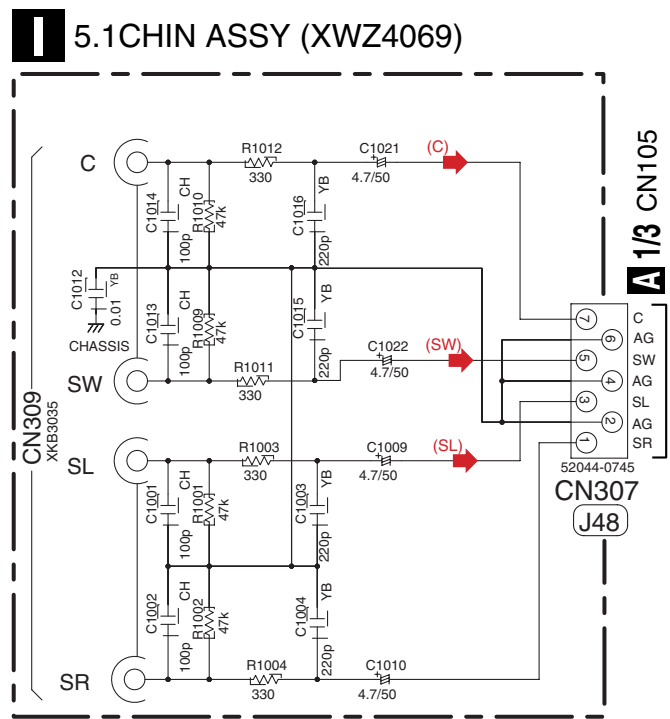 I 5.1CHIN ASSY (XWZ4069)
A 1/3 CN105
CN309
XKB3035
C
R1012
330
C1021
4.7/50
(C)
C1014
CH
100p
R1010
47k
C1016
YB
220p
C1012
YB
0.01
CHASSIS
C1013
CH
100p
R1009
47k
C1015
YB
220p
SW
R1011
330
C1022
4.7/50
(SW)
SL
R1003
330
C1009
4.7/50
(SL)
C1001
CH
100p
R1001
47k
C1003
YB
220p
C1002
CH
100p
R1002
47k
C1004
YB
220p
SR
R1004
330
C1010
4.7/50
7 C
6 AG
5 SW
4 AG
3 SL
2 AG
1 SR
52044-0745
CN307
J48